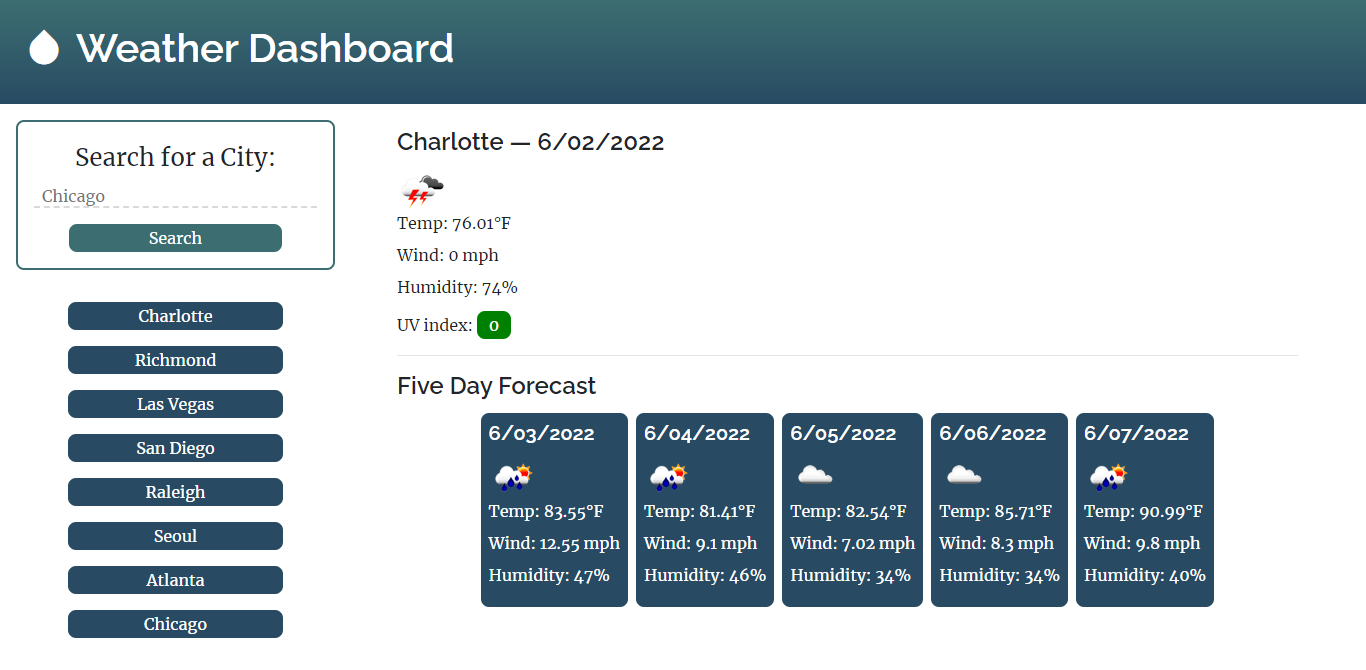 Weather Dashboard
Search for a City:
Chicago
Search
Charlotte
Richmond
Las Vegas
San Diego
Raleigh
Seoul
Atlanta
Chicago
Charlotte — 6/02/2022
Temp: 76.01°F
Wind: 0 mph
Humidity: 74%
UV index: 0
Five Day Forecast
6/03/2022
Temp: 83.55°F
Wind: 12.55 mph
Humidity: 47%
6/04/2022
Temp: 81.41°F
Wind: 9.1 mph
Humidity: 46%
6/05/2022
Temp: 82.54°F
Wind: 7.02 mph
Humidity: 34%
6/06/2022
Temp: 85.71°F
Wind: 8.3 mph
Humidity: 34%
6/07/2022
Temp: 90.99°F
Wind: 9.8 mph
Humidity: 40%